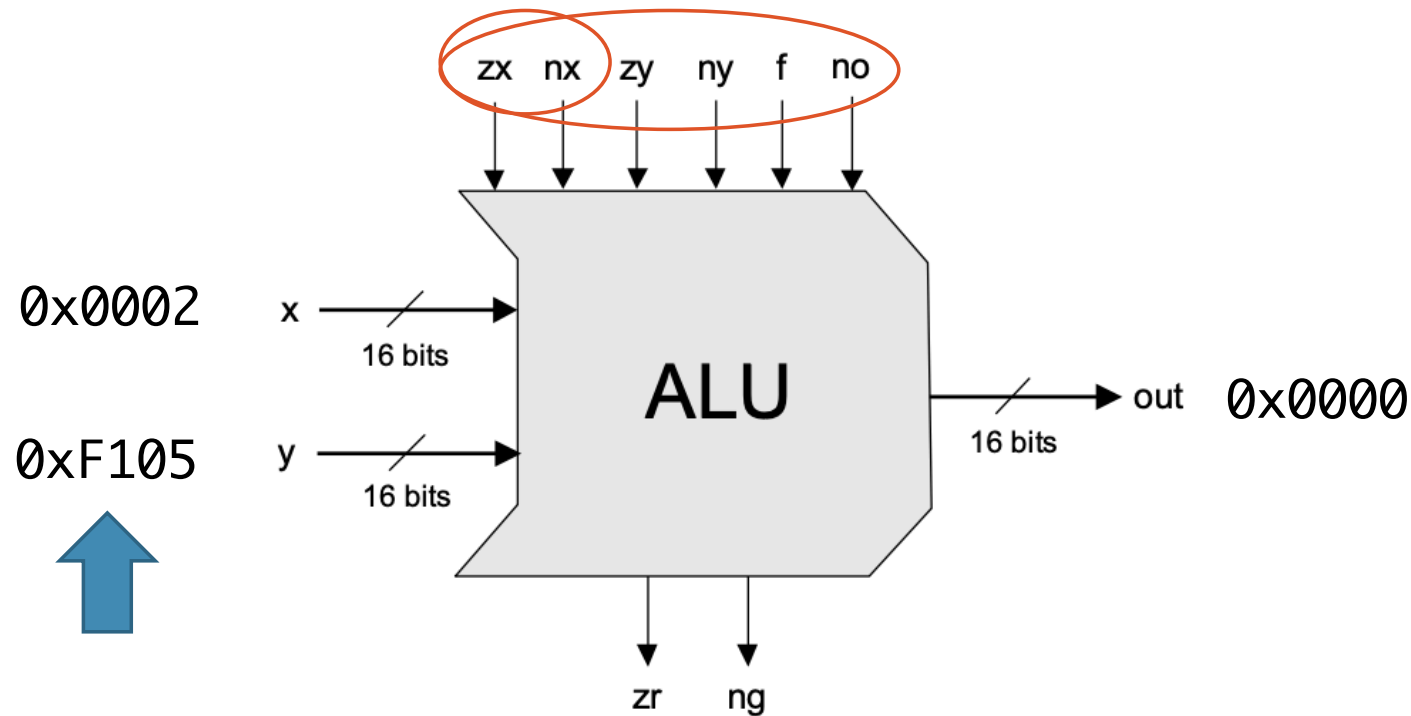 zx nx zy ny f no
0x0002 x
16 bits
ALU
out 0x0000
16 bits
0xF105 y
16 bits
zr ng